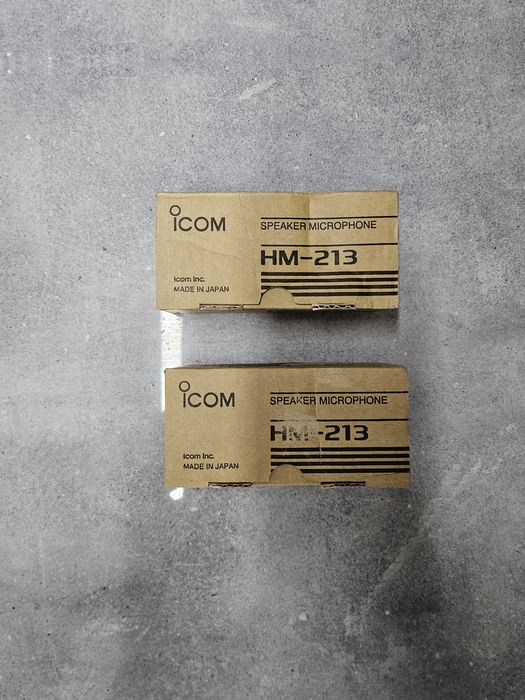 ICOM
SPEAKER MICROPHONE
HM-213
Icom Inc.
MADE IN JAPAN
ICOM
SPEAKER MICROPHONE
HM-213
Icom Inc.
MADE IN JAPAN